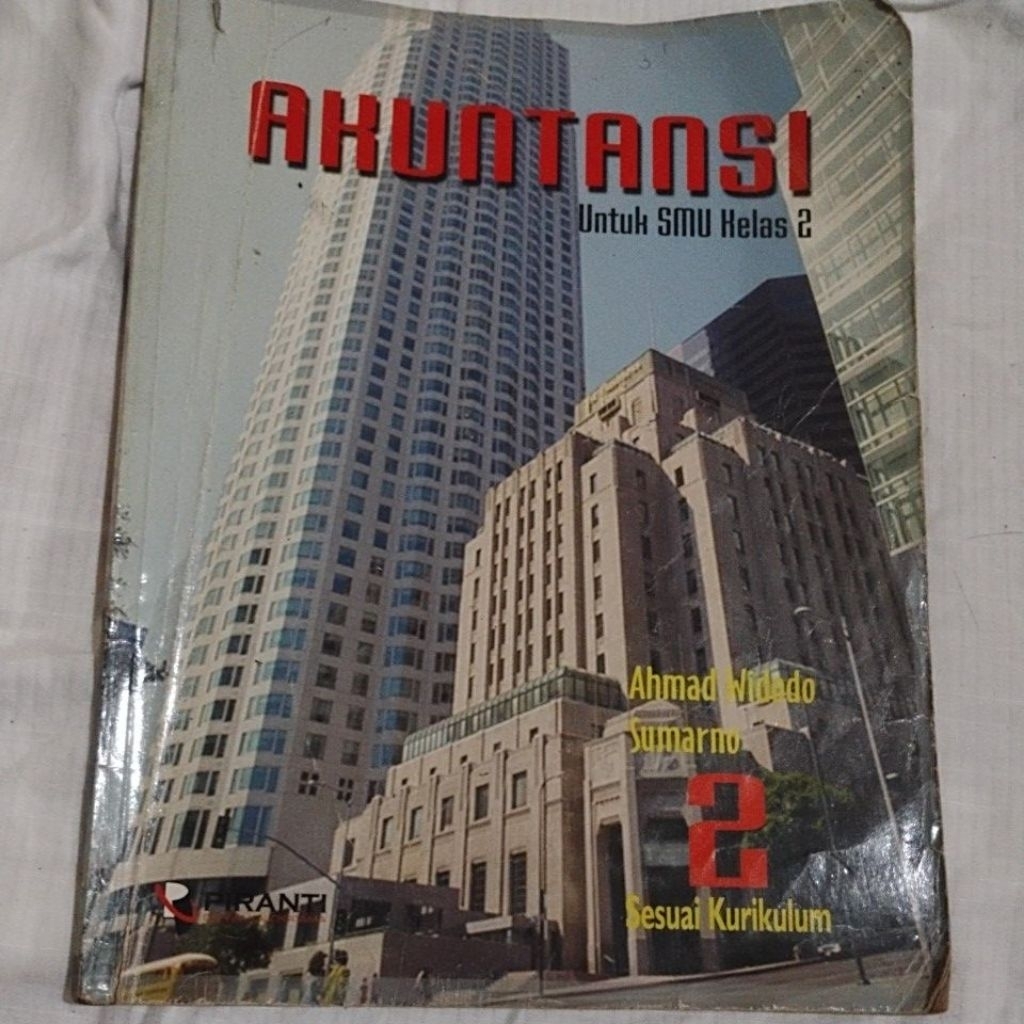 AKUNTANSI
Untuk SMU Kelas 2
Ahmad Widodo
Sumarno
2
Sesuai Kurikulum
PIRANTI